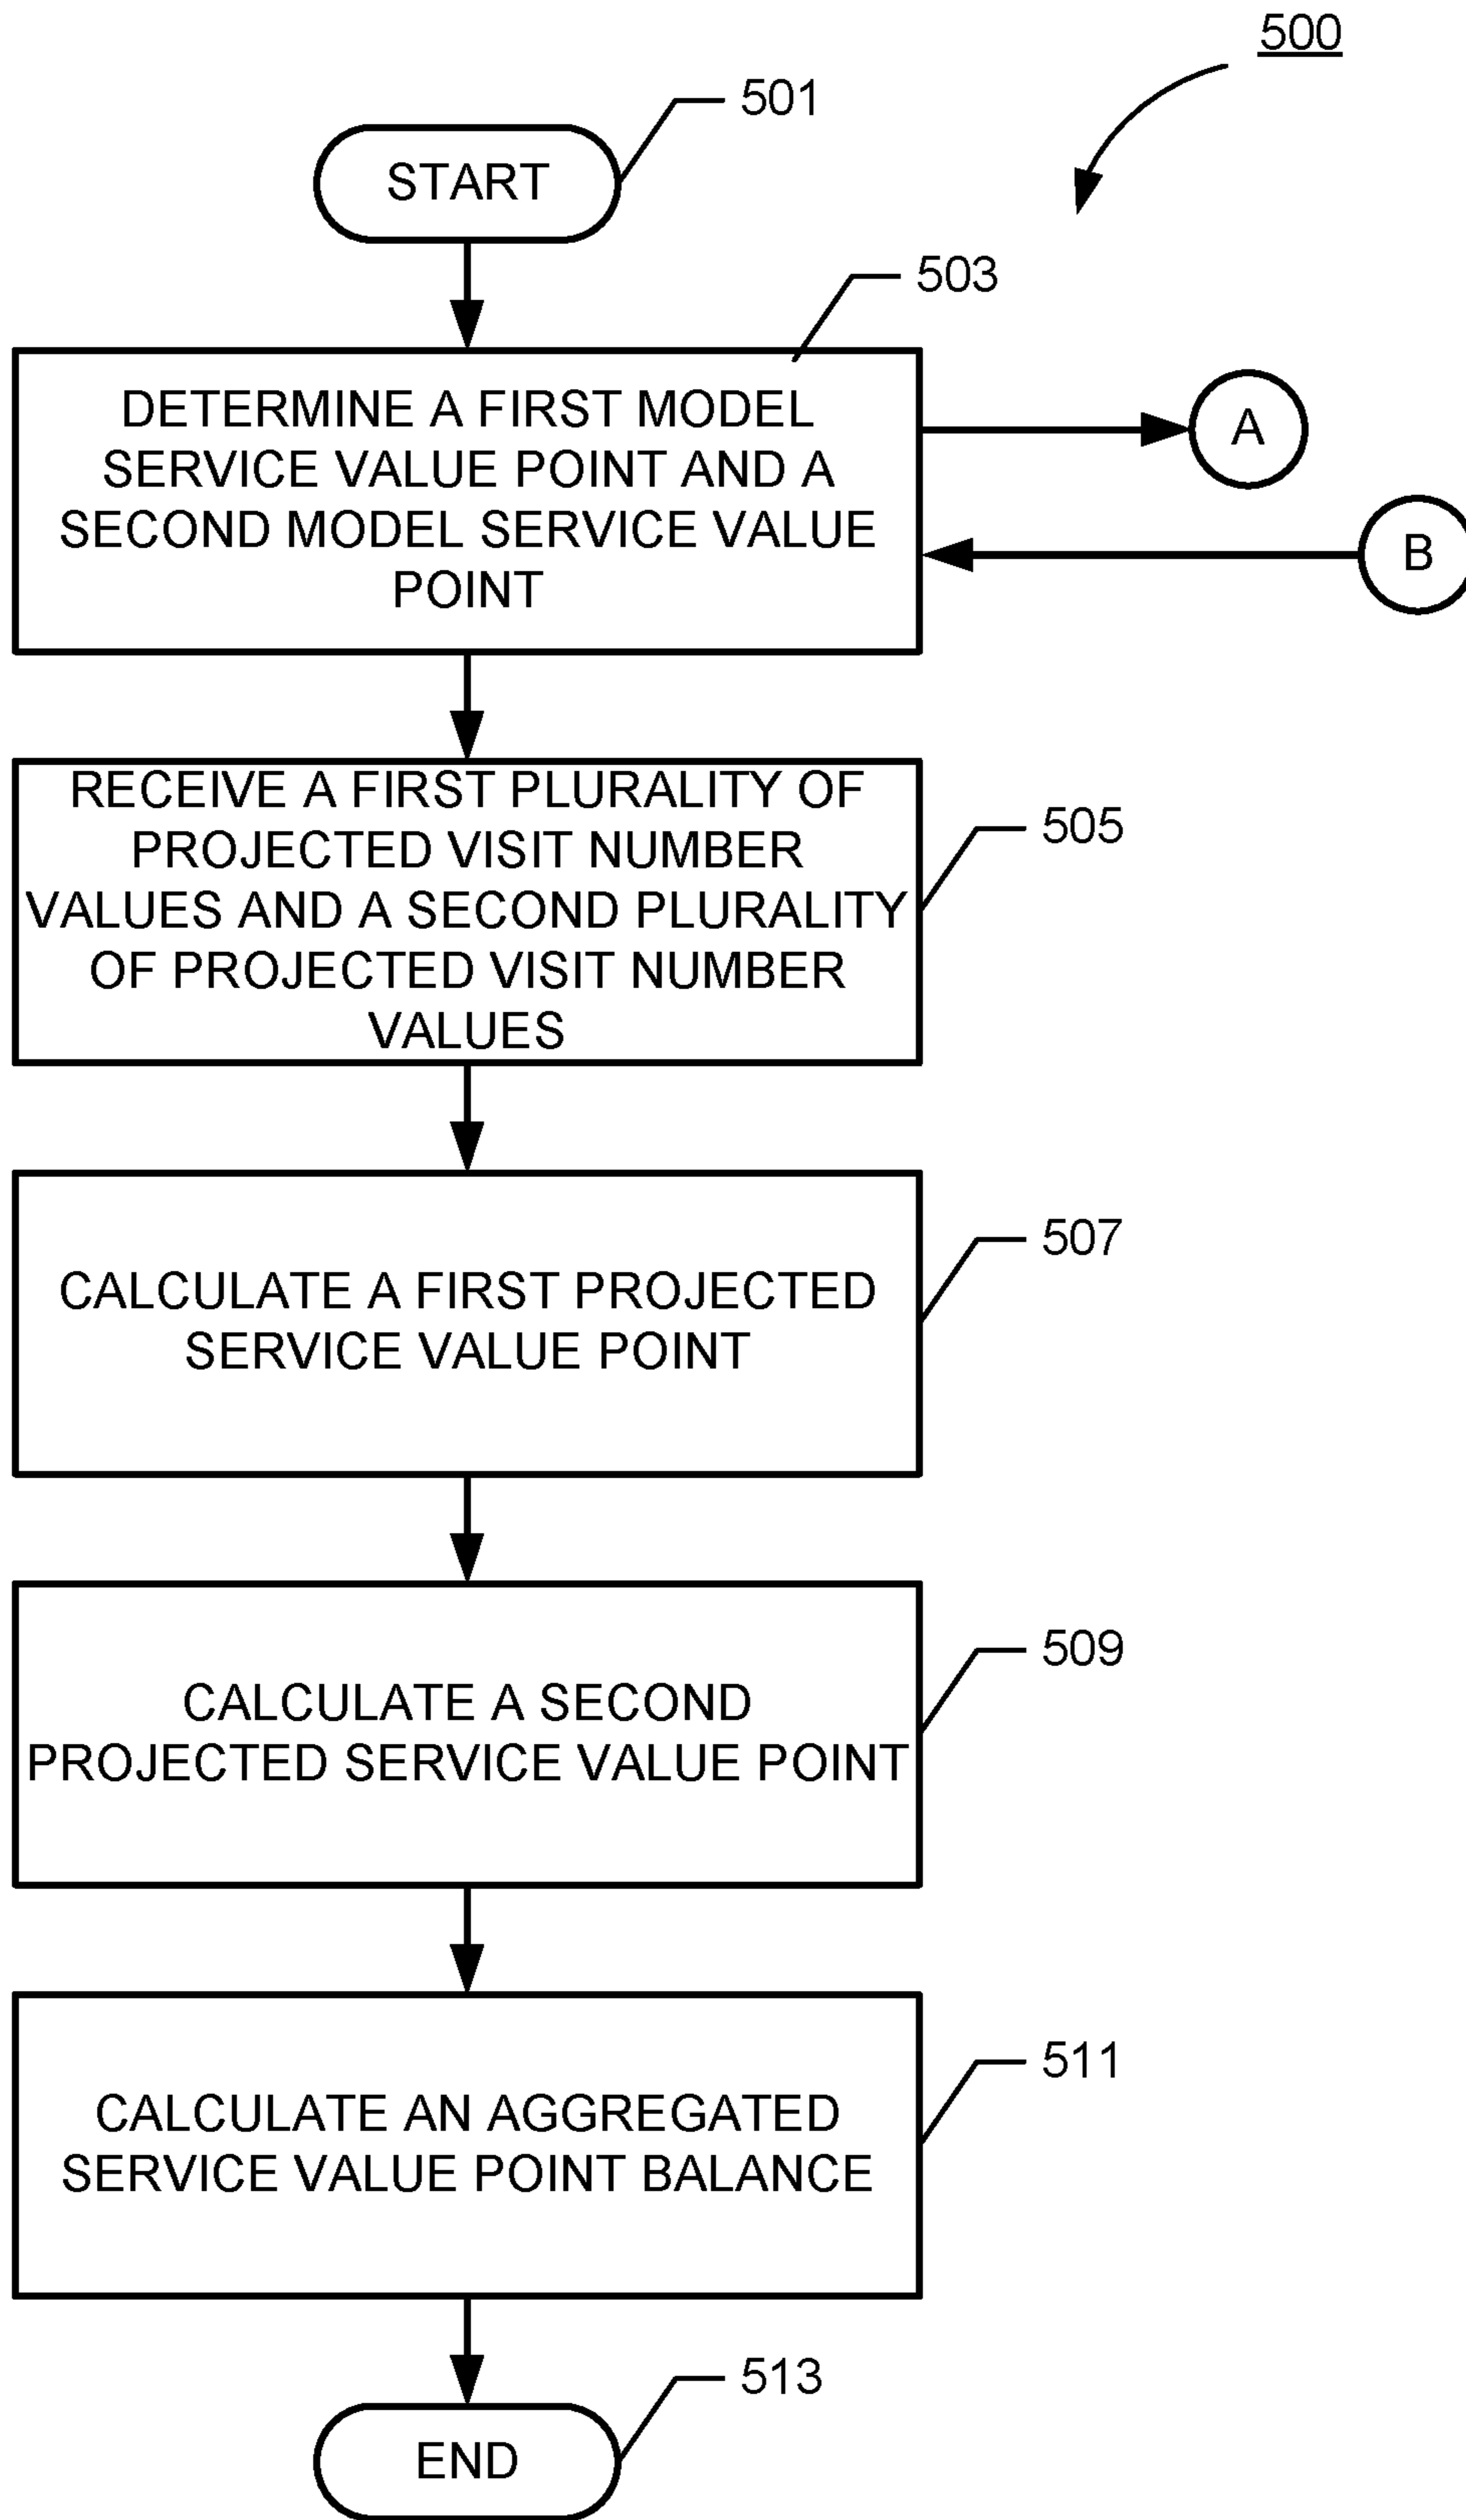 500
501
START
503
DETERMINE A FIRST MODEL
SERVICE VALUE POINT AND A
SECOND MODEL SERVICE VALUE
POINT
A
B
RECEIVE A FIRST PLURALITY OF
PROJECTED VISIT NUMBER
VALUES AND A SECOND PLURALITY
OF PROJECTED VISIT NUMBER
VALUES
505
CALCULATE A FIRST PROJECTED
SERVICE VALUE POINT
507
CALCULATE A SECOND
PROJECTED SERVICE VALUE POINT
509
CALCULATE AN AGGREGATED
SERVICE VALUE POINT BALANCE
511
END
513